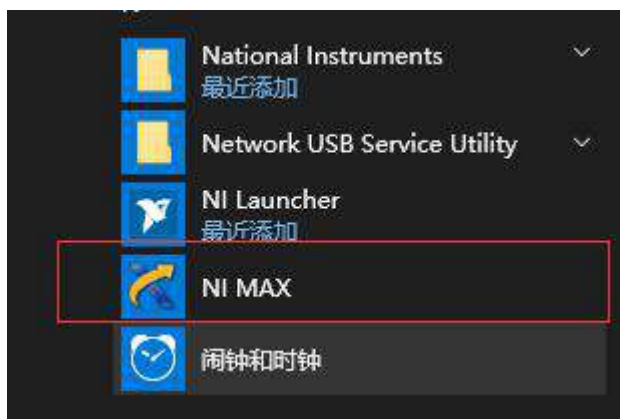 National Instruments
最近添加
Network USB Service Utility
NI Launcher
最近添加
NI MAX
闹钟和时钟